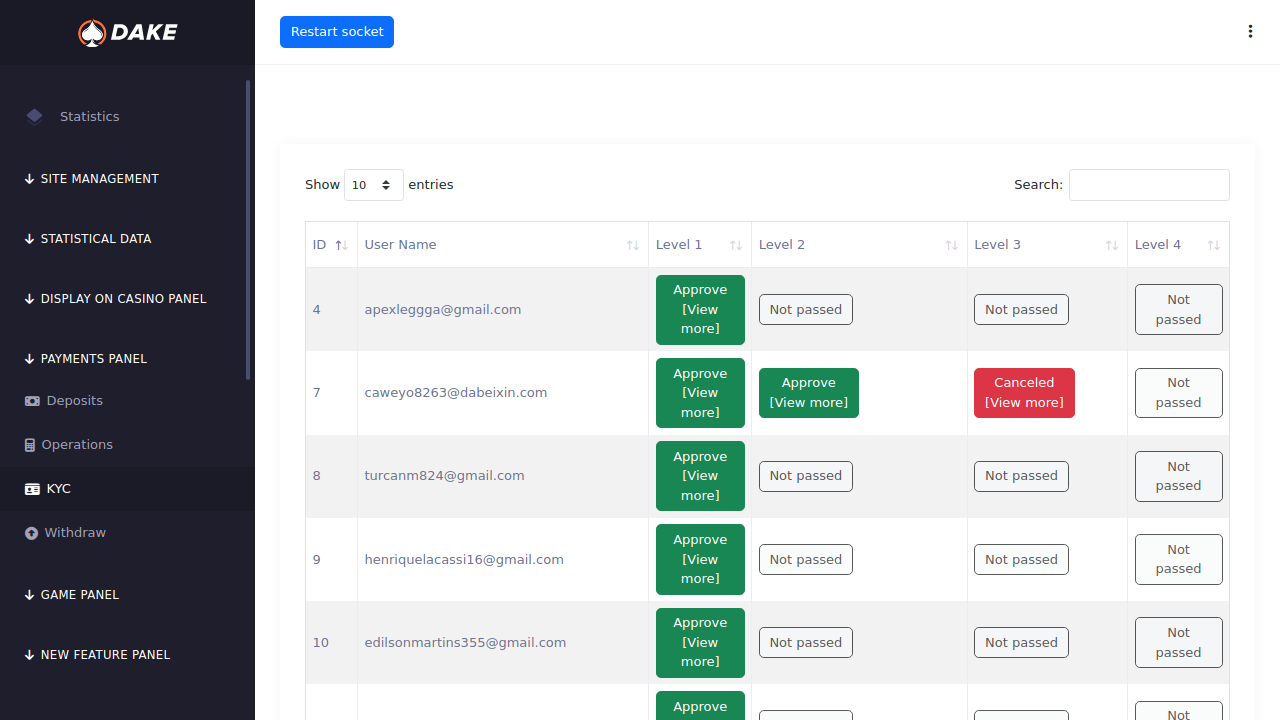 DAKE
Restart socket
Statistics
SITE MANAGEMENT
STATISTICAL DATA
DISPLAY ON CASINO PANEL
PAYMENTS PANEL
Deposits
Operations
KYC
Withdraw
GAME PANEL
NEW FEATURE PANEL
Show 10 entries
Search:
ID User Name Level 1 Level 2 Level 3 Level 4
4 apexleggga@gmail.com Approve [View more] Not passed Not passed Not passed
7 caweyo8263@dabeixin.com Approve [View more] Approve [View more] Canceled [View more] Not passed
8 turcanm824@gmail.com Approve [View more] Not passed Not passed Not passed
9 henriquelacassi16@gmail.com Approve [View more] Not passed Not passed Not passed
10 edilsonmartins355@gmail.com Approve [View more] Not passed Not passed Not passed
Approve Not